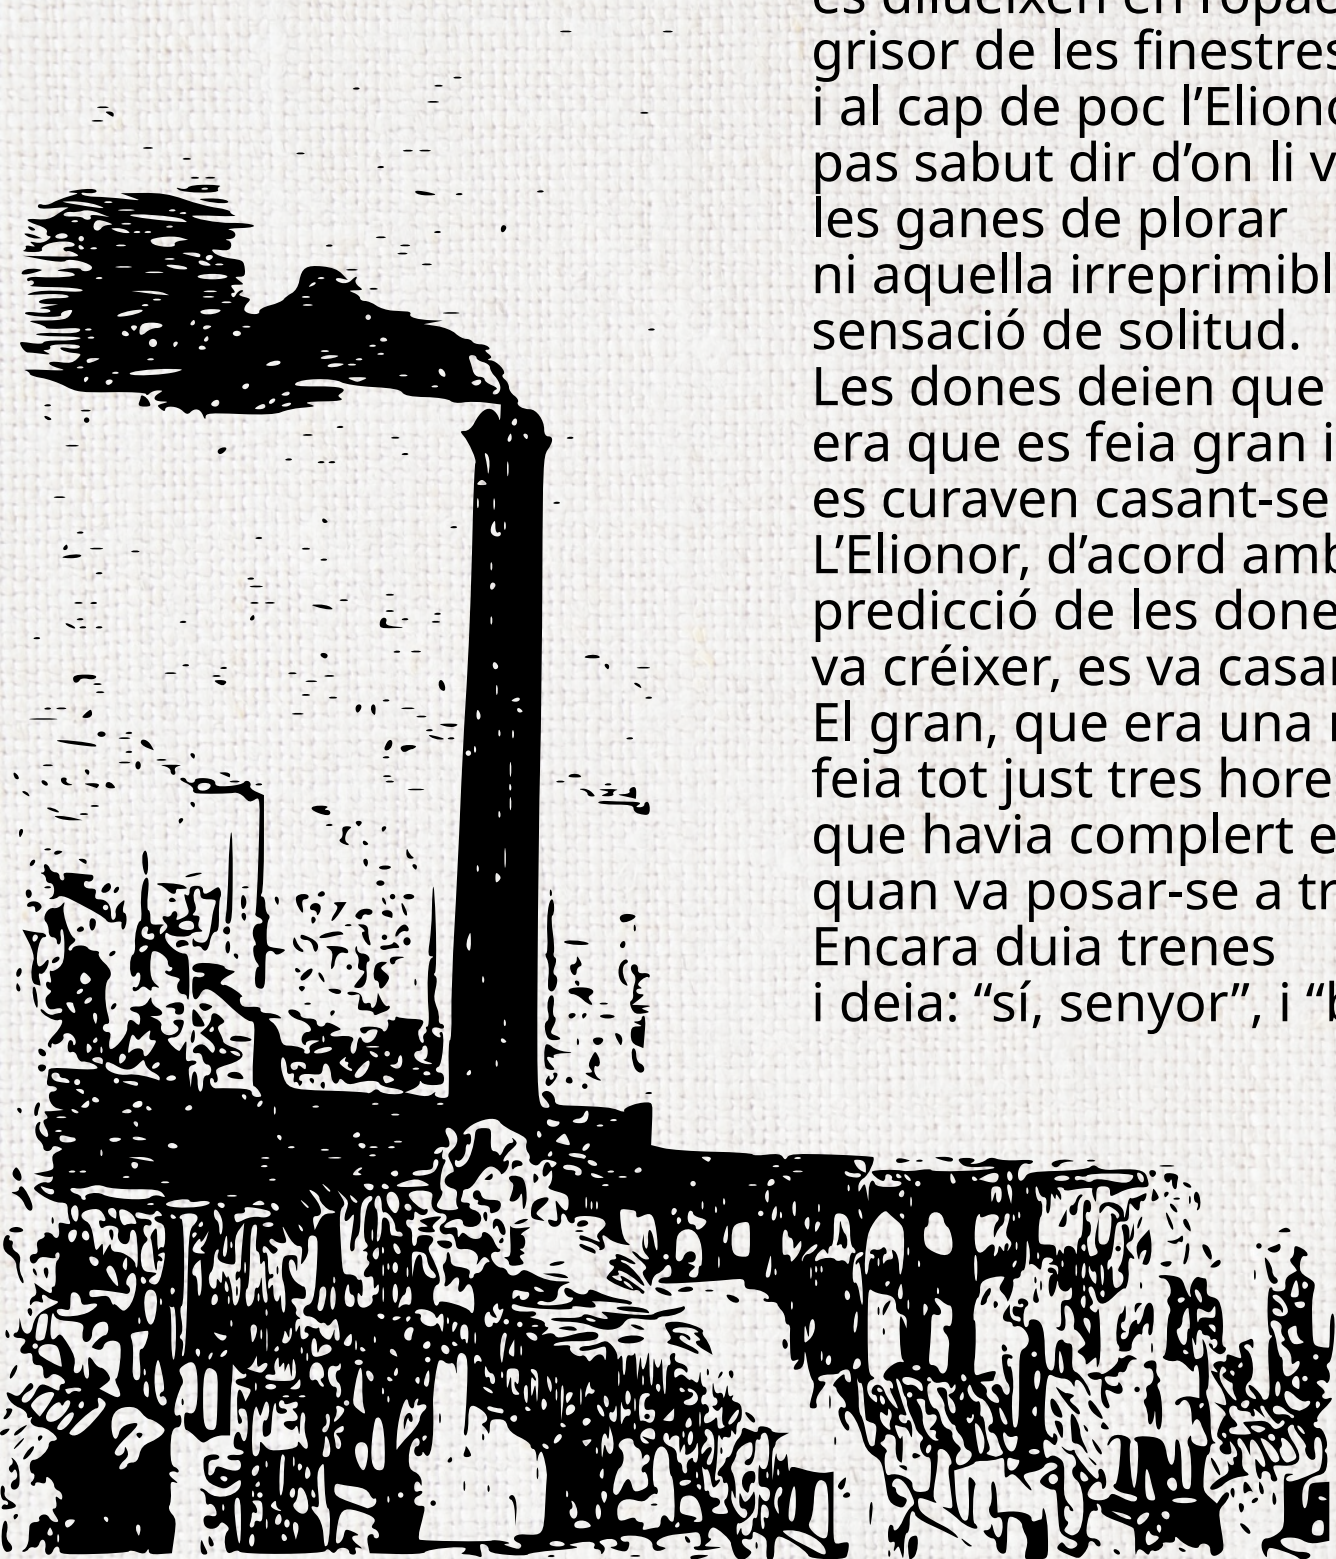 grisor de les finestres
i al cap de poc l’Eliono
pas sabut dir d’on li v
les ganes de plorar
ni aquella irreprimibl
sensació de solitud.
Les dones deien que
era que es feia gran i
es curaven casant-se
L’Elionor, d’acord amb
predicció de les done
va créixer, es va casar
El gran, que era una
feia tot just tres hore
que havia complert e
quan va posar-se a tr
Encara duia trenes
i deia: “sí, senyor”, i “b